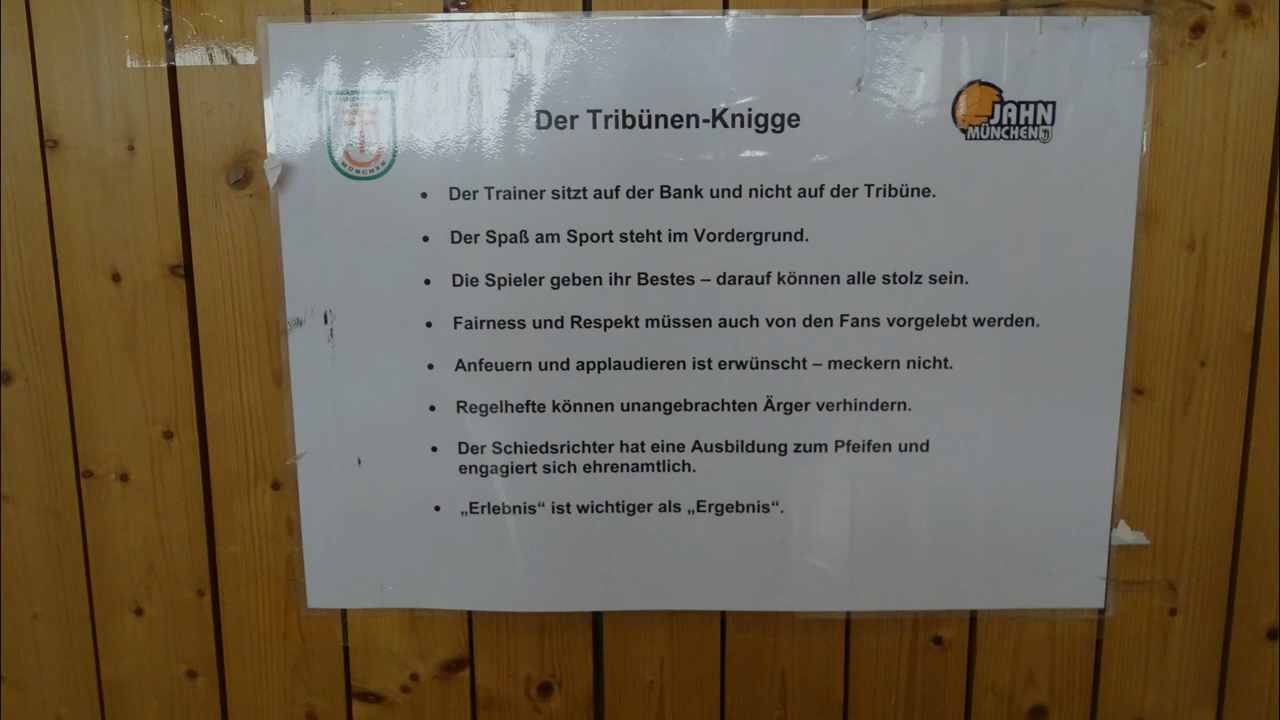 Der Tribünen-Knigge
JAHN
MÜNCHEN
MÜNCHEN
• Der Trainer sitzt auf der Bank und nicht auf der Tribüne.
• Der Spaß am Sport steht im Vordergrund.
• Die Spieler geben ihr Bestes – darauf können alle stolz sein.
• Fairness und Respekt müssen auch von den Fans vorgelebt werden.
• Anfeuern und applaudieren ist erwünscht – meckern nicht.
• Regelhefte können unangebrachten Ärger verhindern.
• Der Schiedsrichter hat eine Ausbildung zum Pfeifen und
engagiert sich ehrenamtlich.
• „Erlebnis“ ist wichtiger als „Ergebnis“.